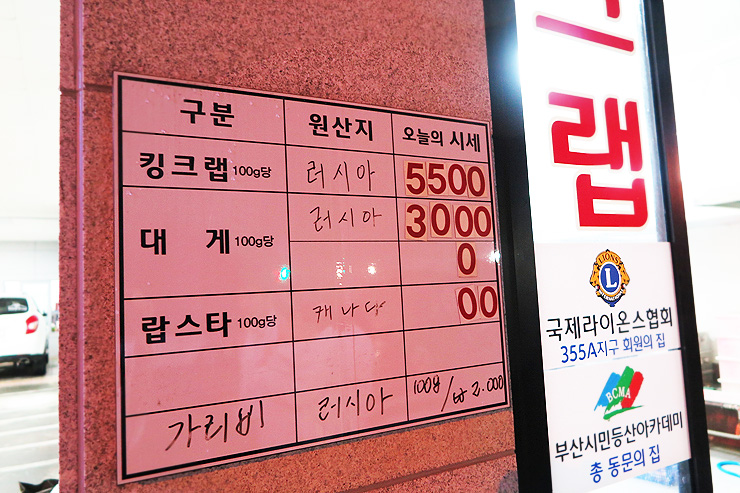 구분 원산지 오늘의 시세
킹크랩 100g당 러시아 5500
대 게 100g당 러시아 3000
0
랍스타 100g당 캐나다 00
가리비 러시아 100g/당 2.000
크
랩
LIONS
L
국제라이온스협회
355A지구 회원의 집
BCMA
부산시민등산아카데미
총 동문의 집